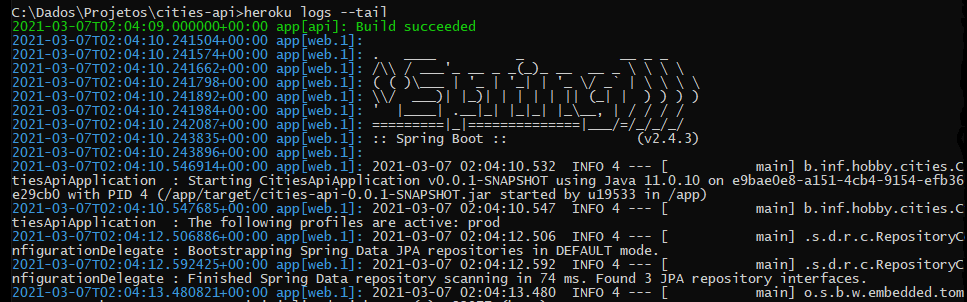 C:\Dados\Projetos\cities-api>heroku logs --tail
2021-03-07T02:04:09.000000+00:00 app[api]: Build succeeded
2021-03-07T02:04:10.241504+00:00 app[web.1]:
2021-03-07T02:04:10.241574+00:00 app[web.1]:   .   ____          _            __ _ _
2021-03-07T02:04:10.241662+00:00 app[web.1]:  /\\ / ___'_ __ _ _(_)_ __  __ _ \ \ \ \
2021-03-07T02:04:10.241798+00:00 app[web.1]: ( ( )\___ | '_ | '_| | '_ \/ _` | \ \ \ \
2021-03-07T02:04:10.241892+00:00 app[web.1]:  \\/  ___)| |_)| | | | | || (_| |  ) ) ) )
2021-03-07T02:04:10.241984+00:00 app[web.1]:   '  |____| .__|_| |_|_| |_\__, | / / / /
2021-03-07T02:04:10.242087+00:00 app[web.1]:  =========|_|==============|___/=/_/_/_/
2021-03-07T02:04:10.243835+00:00 app[web.1]:  :: Spring Boot ::                (v2.4.3)
2021-03-07T02:04:10.243896+00:00 app[web.1]:
2021-03-07T02:04:10.546914+00:00 app[web.1]: 2021-03-07 02:04:10.532  INFO 4 --- [           main] b.inf.hobby.cities.C
tiesApiApplication  : Starting CitiesApiApplication v0.0.1-SNAPSHOT using Java 11.0.10 on e9bae0e8-a151-4cb4-9154-efb36
e29cb0 with PID 4 (/app/target/cities-api-0.0.1-SNAPSHOT.jar started by u19533 in /app)
2021-03-07T02:04:10.547685+00:00 app[web.1]: 2021-03-07 02:04:10.547  INFO 4 --- [           main] b.inf.hobby.cities.C
tiesApiApplication  : The following profiles are active: prod
2021-03-07T02:04:12.506886+00:00 app[web.1]: 2021-03-07 02:04:12.506  INFO 4 --- [           main] .s.d.r.c.RepositoryC
nfigurationDelegate : Bootstrapping Spring Data JPA repositories in DEFAULT mode.
2021-03-07T02:04:12.592425+00:00 app[web.1]: 2021-03-07 02:04:12.592  INFO 4 --- [           main] .s.d.r.c.RepositoryC
nfigurationDelegate : Finished Spring Data repository scanning in 74 ms. Found 3 JPA repository interfaces.
2021-03-07T02:04:13.480821+00:00 app[web.1]: 2021-03-07 02:04:13.480  INFO 4 --- [           main] o.s.b.w.embedded.tom